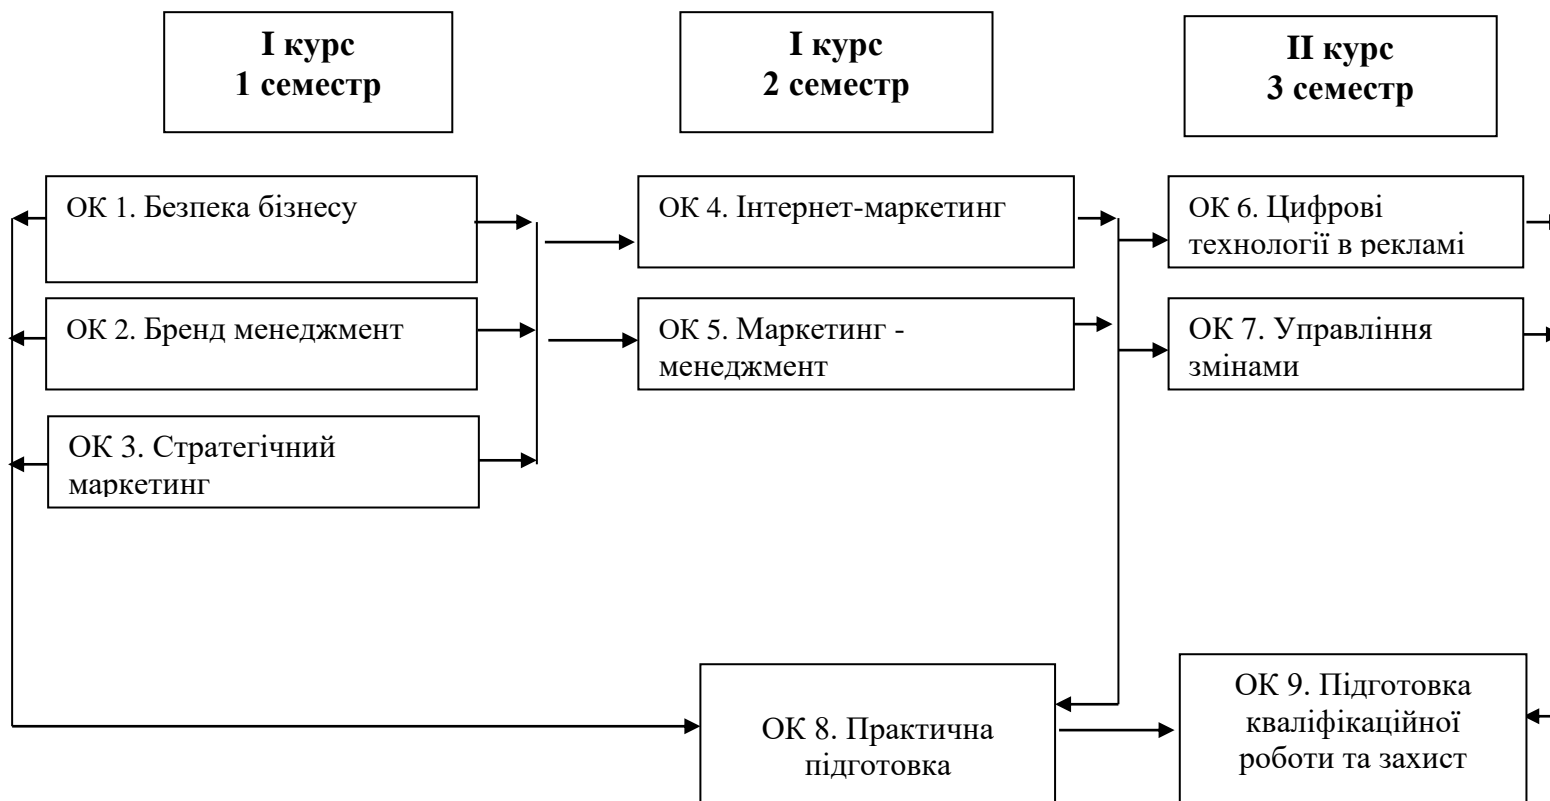 І курс
1 семестр
І курс
2 семестр
ІІ курс
3 семестр
ОК 1. Безпека бізнесу
ОК 4. Інтернет-маркетинг
ОК 6. Цифрові
технології в рекламі
ОК 2. Бренд менеджмент
ОК 5. Маркетинг -
менеджмент
ОК 7. Управління
змінами
ОК 3. Стратегічний
маркетинг
ОК 8. Практична
підготовка
ОК 9. Підготовка
кваліфікаційної
роботи та захист